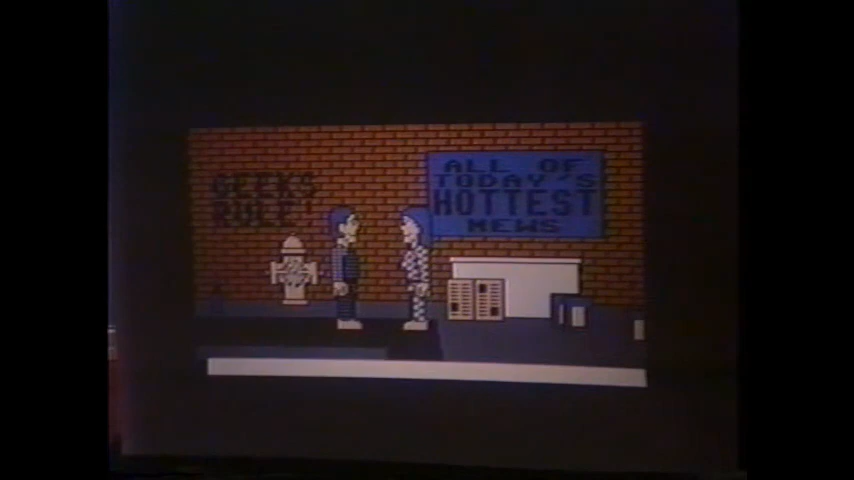 GEEKS
RULE!
ALL OF
TODAY'S
HOTTEST
NEWS